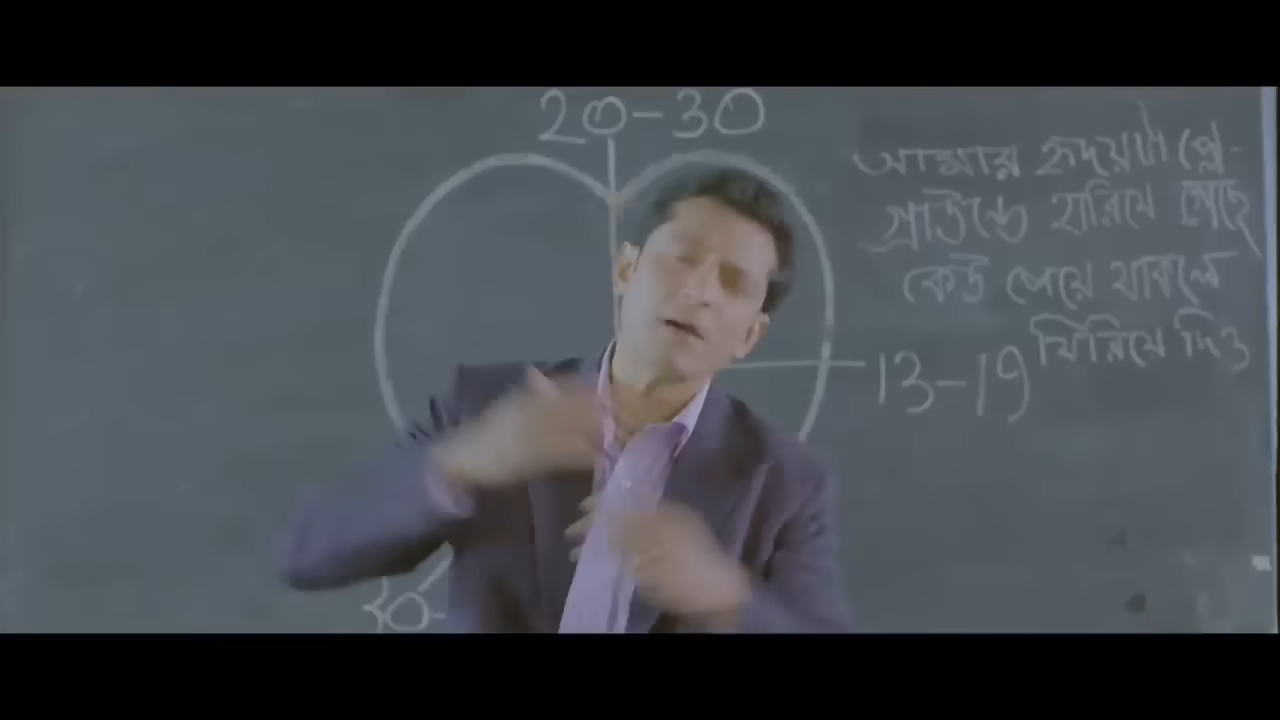 20-30
আমার হৃদয়টা প্লে-
গ্রাউন্ডে হারিয়ে গেছে
কেউ পেয়ে থাকলে
ফিরিয়ে দিও
13-19